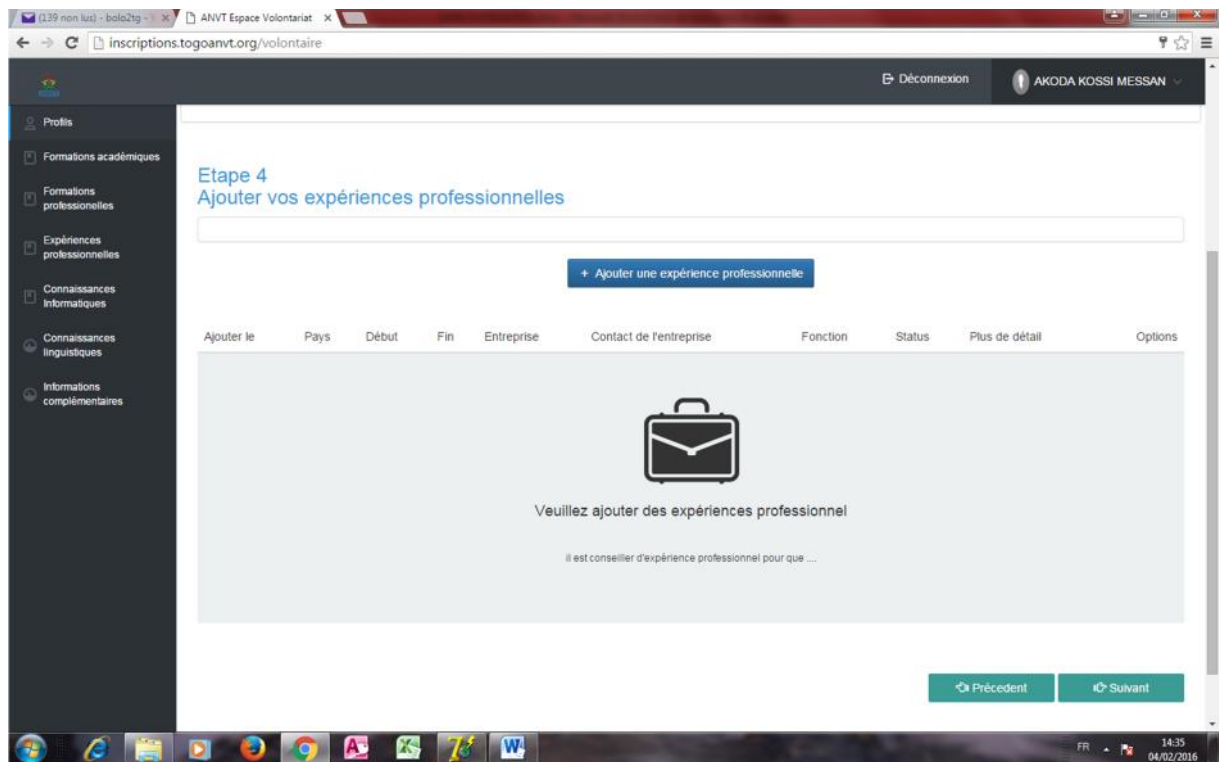 (139 non lus) - bolo2tg -
ANVT Espace Volontariat
inscriptions.togoanvt.org/volontaire
Déconnexion
AKODA KOSSI MESSAN
Profils
Formations académiques
Formations
professionelles
Expériences
professionnelles
Connaissances
Informatiques
Connaissances
linguistiques
Informations
complémentaires
Etape 4
Ajouter vos expériences professionnelles
+ Ajouter une expérience professionnelle
Ajouter le Pays Début Fin Entreprise Contact de l'entreprise Fonction Status Plus de détail Options
Veuillez ajouter des expériences professionnel
il est conseiller d'expérience professionnel pour que ....
Précedent
Suivant
FR
14:35
04/02/2016